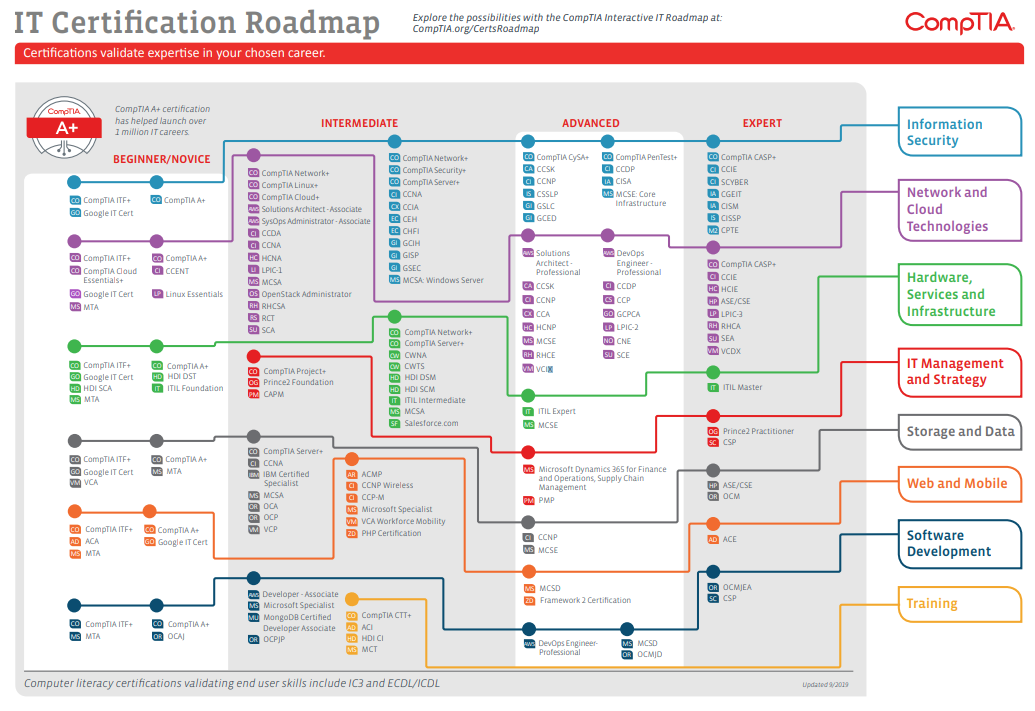 IT Certification Roadmap
Explore the possibilities with the CompTIA Interactive IT Roadmap at:
CompTIA.org/CertsRoadmap
CompTIA.
Certifications validate expertise in your chosen career.
CompTIA
A+
CompTIA A+ certification
has helped launch over
1 million IT careers.
BEGINNER/NOVICE
INTERMEDIATE
ADVANCED
EXPERT
CO CompTIA ITF+
GO Google IT Cert
CO CompTIA A+
CO CompTIA Network+
CO CompTIA Security+
CO CompTIA Server+
CI CCNA
CX CCIA
EC CEH
EC CHFI
GI GCIH
GI GISP
GI GSEC
MS MCSA: Windows Server
CO CompTIA CySA+
CA CCSK
CI CCNP
IS CSSLP
GI GSLC
GI GCED
CO CompTIA PenTest+
CI CCDP
IA CISA
MS MCSE: Core
Infrastructure
CO CompTIA CASP+
CI CCIE
CI SCYBER
IA CGEIT
IA CISM
IS CISSP
M2 CPTE
Information
Security
CO CompTIA ITF+
CO CompTIA Cloud
Essentials+
GO Google IT Cert
MS MTA
CO CompTIA A+
CI CCENT
LP Linux Essentials
CO CompTIA Network+
CO CompTIA Linux+
CO CompTIA Cloud+
AWS Solutions Architect - Associate
AWS SysOps Administrator - Associate
CI CCDA
CI CCNA
HC HCNA
LI LPIC-1
MS MCSA
OS OpenStack Administrator
RH RHCSA
RS RCT
SU SCA
AWS Solutions
Architect -
Professional
CA CCSK
CI CCNP
CX CCA
HC HCNP
MS MCSE
RH RHCE
VM VCIX
AWS DevOps
Engineer -
Professional
CI CCDP
CS CCP
GO GCPCA
LP LPIC-2
NO CNE
SU SCE
CO CompTIA CASP+
CI CCIE
HC HCIE
HP ASE/CSE
LP LPIC-3
RH RHCA
SU SEA
VM VCDX
Network and
Cloud
Technologies
CO CompTIA ITF+
GO Google IT Cert
HD HDI SCA
MS MTA
CO CompTIA A+
HD HDI DST
IT ITIL Foundation
CO CompTIA Network+
CO CompTIA Server+
CW CWNA
CW CWTS
HD HDI DSM
HD HDI SCM
IT ITIL Intermediate
MS MCSA
SF Salesforce.com
IT ITIL Expert
MS MCSE
IT ITIL Master
Hardware,
Services and
Infrastructure
CO CompTIA Project+
OG Prince2 Foundation
PM CAPM
MS Microsoft Dynamics 365 for Finance
and Operations, Supply Chain
Management
PM PMP
OG Prince2 Practitioner
SC CSP
IT Management
and Strategy
CO CompTIA ITF+
GO Google IT Cert
VM VCA
CO CompTIA A+
MS MTA
CO CompTIA Server+
CI CCNA
IBM IBM Certified
Specialist
MS MCSA
OR OCA
OR OCP
VM VCP
CI CCNP
MS MCSE
HP ASE/CSE
OR OCM
Storage and Data
CO CompTIA ITF+
AD ACA
MS MTA
CO CompTIA A+
GO Google IT Cert
AR ACMP
CI CCNP Wireless
CI CCP-M
MS Microsoft Specialist
VM VCA Workforce Mobility
ZD PHP Certification
MS MCSD
ZD Framework 2 Certification
AD ACE
Web and Mobile
CO CompTIA ITF+
MS MTA
CO CompTIA A+
OR OCAJ
AWS Developer - Associate
MS Microsoft Specialist
MU MongoDB Certified
Developer Associate
OR OCPJP
AWS DevOps Engineer-
Professional
MS MCSD
OR OCMJD
OR OCMJEA
SC CSP
Software
Development
CO CompTIA CTT+
AD ACI
HD HDI CI
MS MCT
Training
Computer literacy certifications validating end user skills include IC3 and ECDL/ICDL
Updated 9/2019